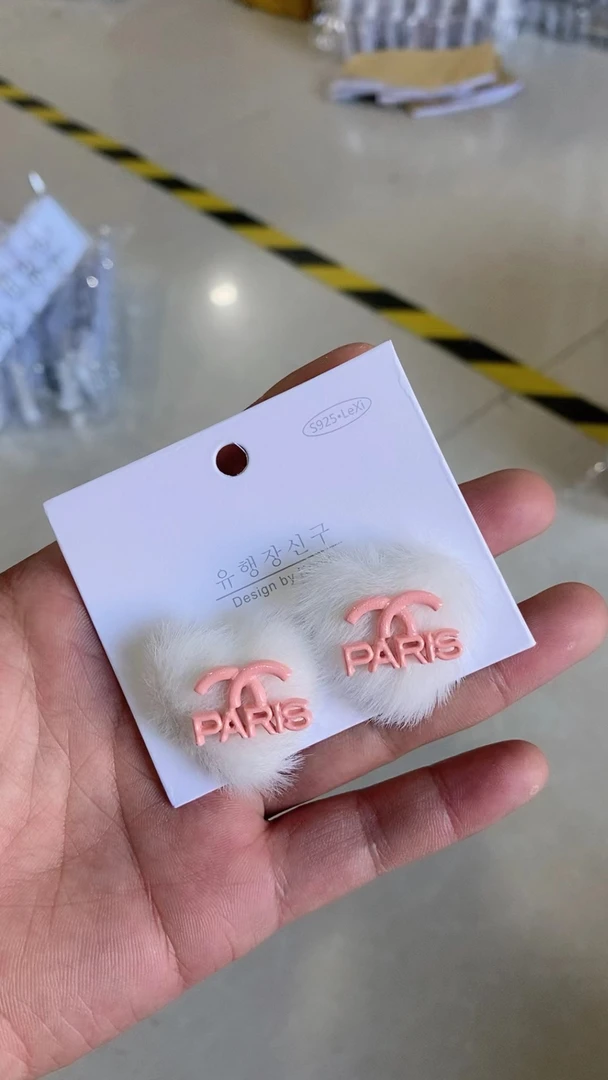 S925•LeXi
유행장신구
Design by
PARIS
PARIS